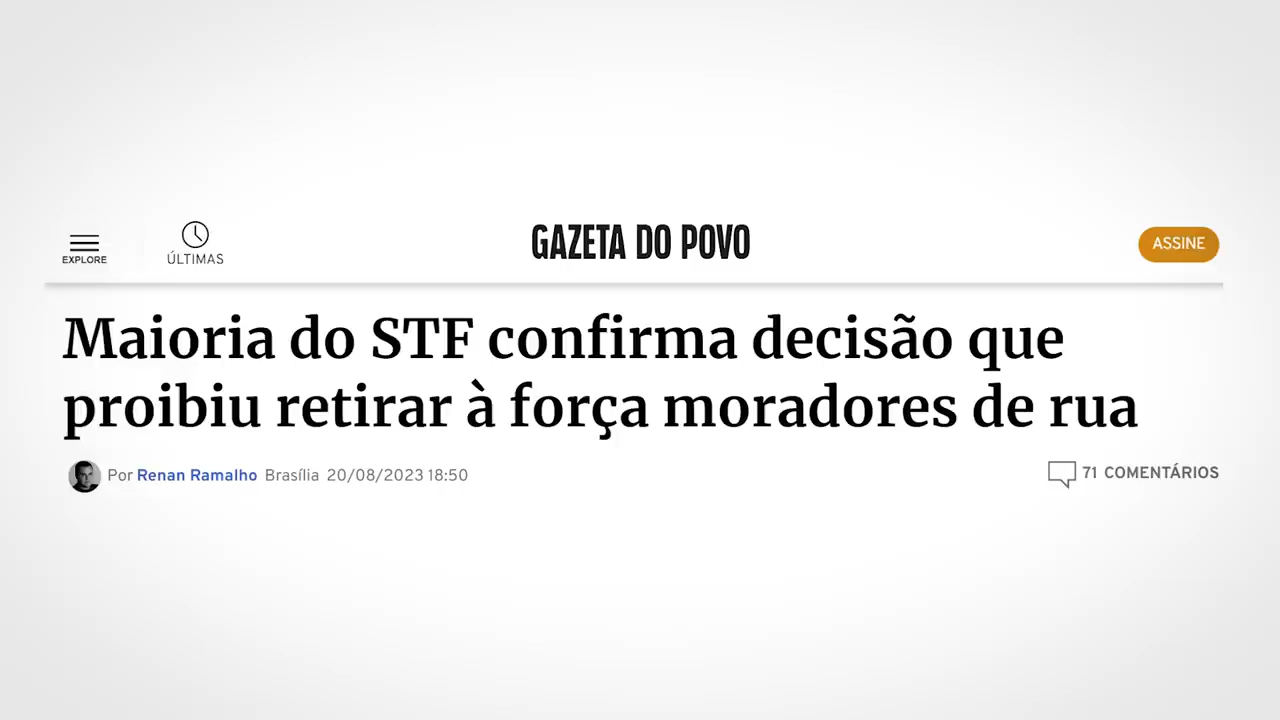 EXPLORE
ÚLTIMAS
GAZETA DO POVO
ASSINE
Maioria do STF confirma decisão que
proibiu retirar à força moradores de rua
Por Renan Ramalho Brasília 20/08/2023 18:50
71 COMENTÁRIOS